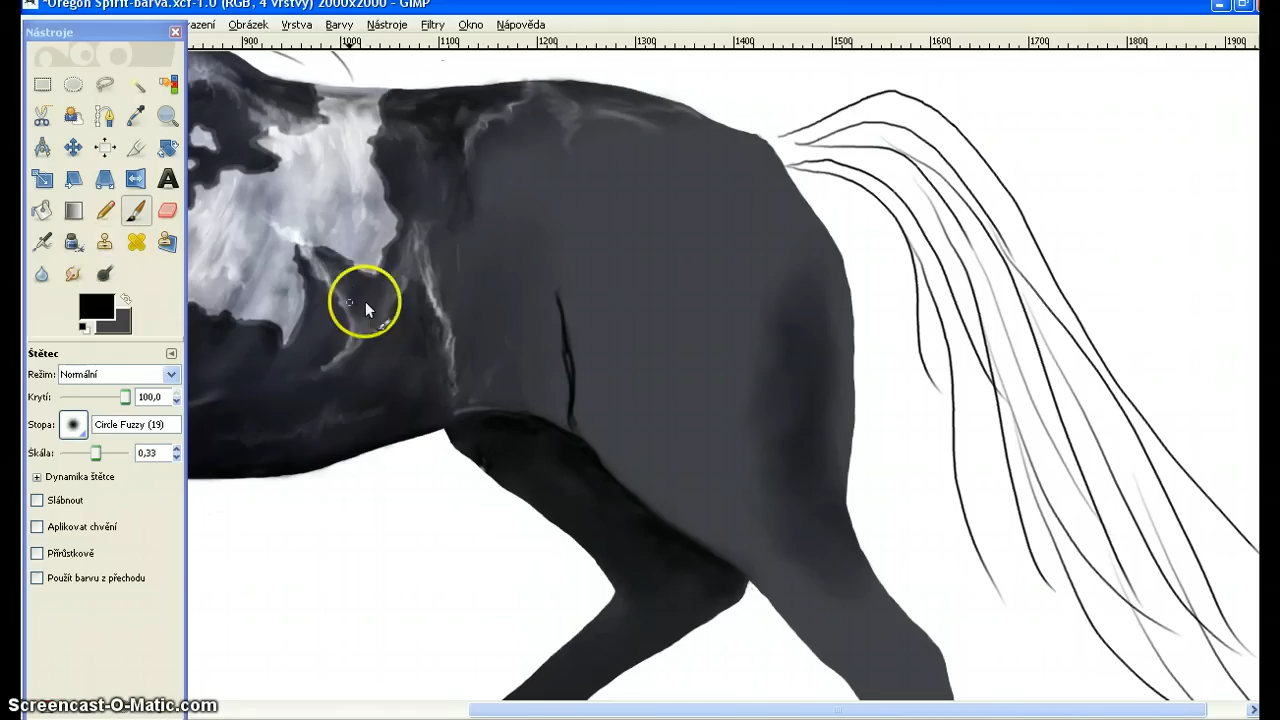 "Oregon Spirit-barva.xcf-1.0 (RGB, 4 vrstvy) 2000x2000 - GIMP
Nástroje
razení Obrázek Vrstva Barvy Nástroje Filtry Okno Nápověda
900 1000 1100 1200 1300 1400 1500 1600 1700 1800 1900
A
Štětec
Režim: Normální
Krytí: 100,0
Stopa: Circle Fuzzy (19)
Škála: 0,33
Dynamika štětce
Slábnout
Aplikovat chvění
Přírůstkově
Použít barvu z přechodu
Screencast-O-Matic.com